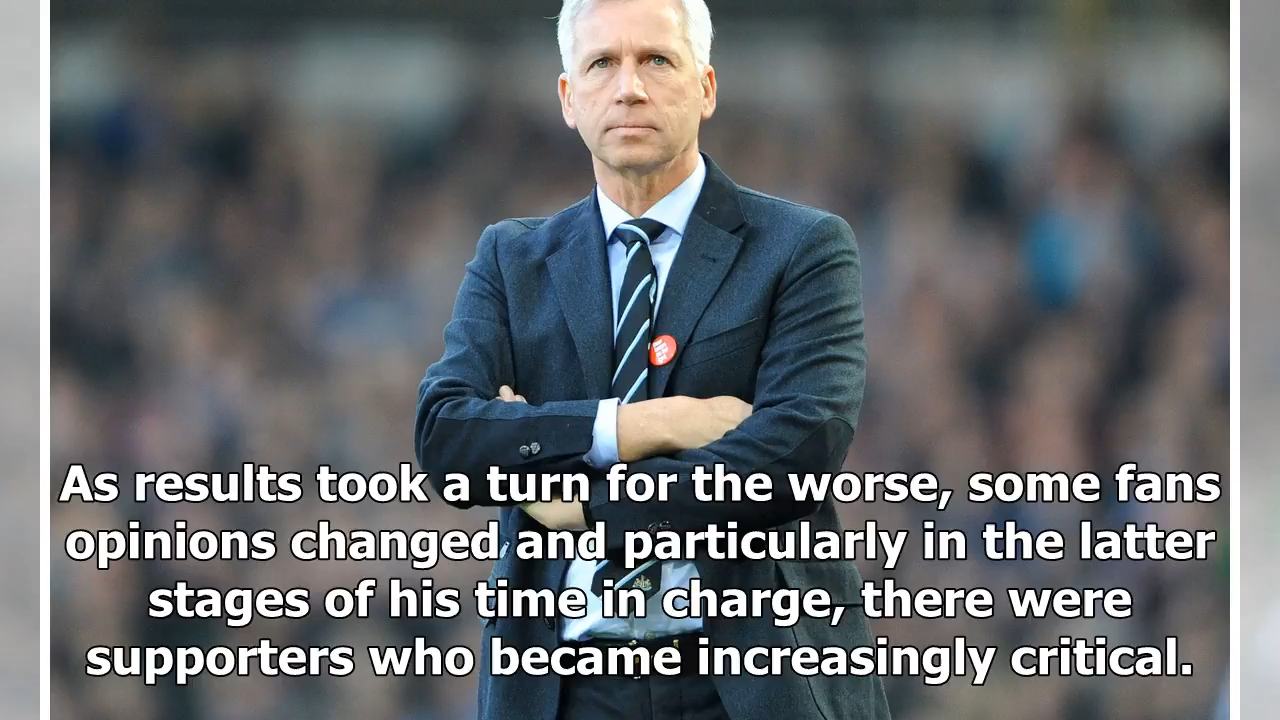 As results took a turn for the worse, some fans
opinions changed and particularly in the latter
stages of his time in charge, there were
supporters who became increasingly critical.